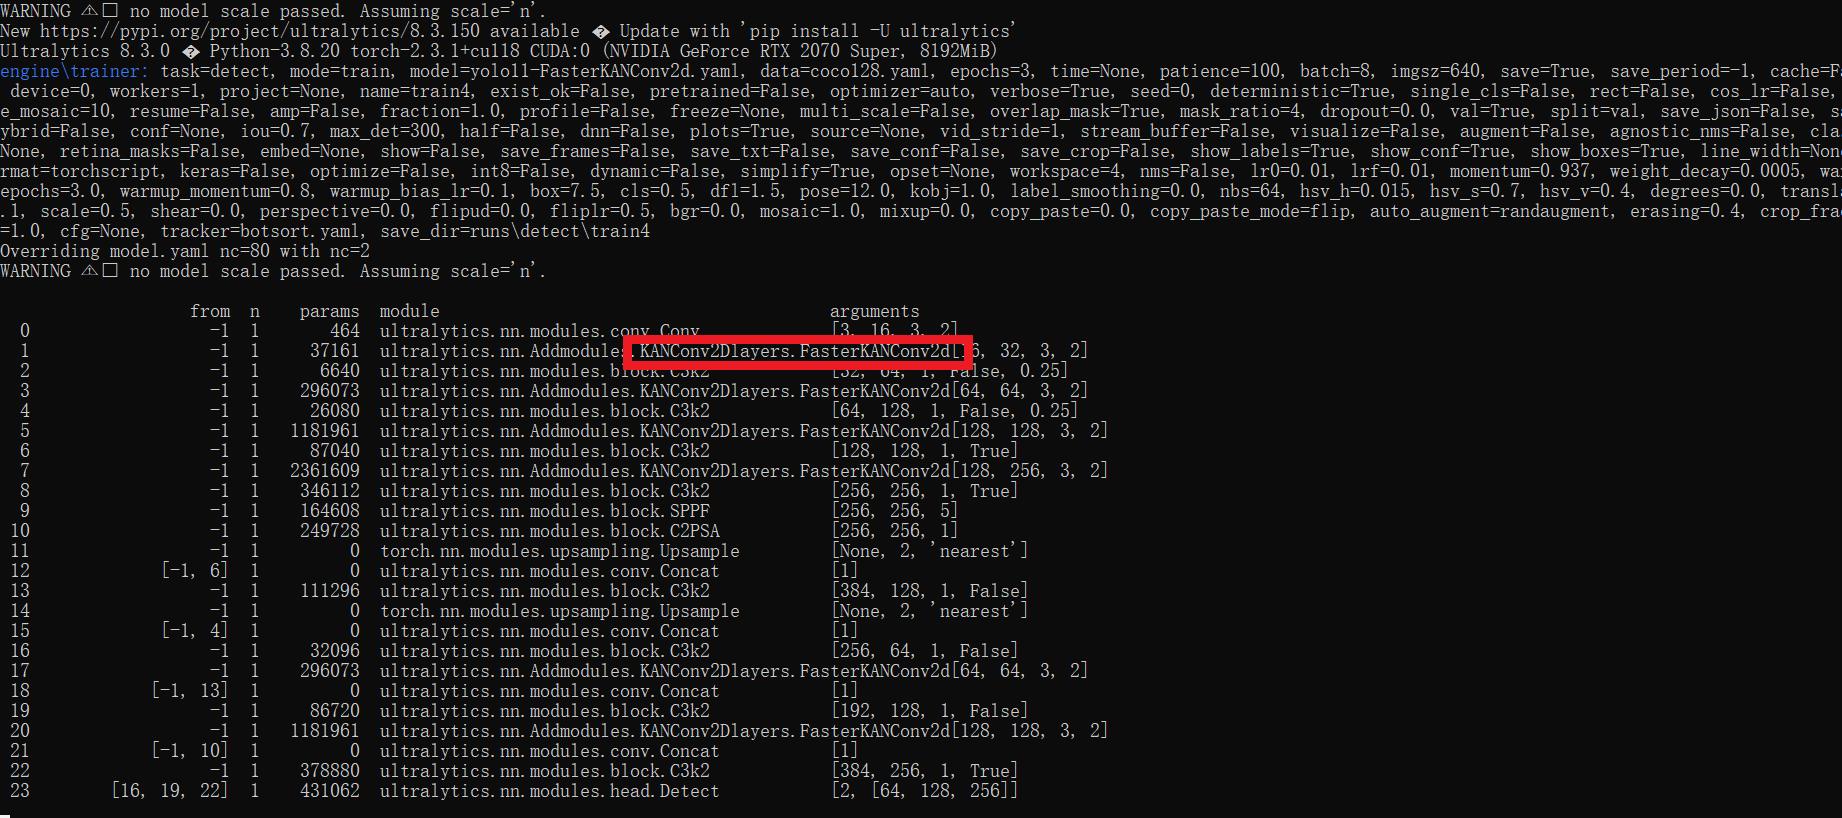 WARNING ⚠□ no model scale passed. Assuming scale='n'.
New https://pypi.org/project/ultralytics/8.3.150 available � Update with 'pip install -U ultralytics'
Ultralytics 8.3.0 � Python-3.8.20 torch-2.3.1+cu118 CUDA:0 (NVIDIA GeForce RTX 2070 Super, 8192MiB)
engine\trainer: task=detect, mode=train, model=yolo11-FasterKANConv2d.yaml, data=coco128.yaml, epochs=3, time=None, patience=100, batch=8, imgsz=640, save=True, save_period=-1, cache=F
device=0, workers=1, project=None, name=train4, exist_ok=False, pretrained=False, optimizer=auto, verbose=True, seed=0, deterministic=True, single_cls=False, rect=False, cos_lr=False,
e_mosaic=10, resume=False, amp=False, fraction=1.0, profile=False, freeze=None, multi_scale=False, overlap_mask=True, mask_ratio=4, dropout=0.0, val=True, split=val, save_json=False, s
ybrid=False, conf=None, iou=0.7, max_det=300, half=False, dnn=False, plots=True, source=None, vid_stride=1, stream_buffer=False, visualize=False, augment=False, agnostic_nms=False, cla
None, retina_masks=False, embed=None, show=False, save_frames=False, save_txt=False, save_conf=False, save_crop=False, show_labels=True, show_conf=True, show_boxes=True, line_width=Non
rmat=torchscript, keras=False, optimize=False, int8=False, dynamic=False, simplify=True, opset=None, workspace=4, nms=False, lr0=0.01, lrf=0.01, momentum=0.937, weight_decay=0.0005, wa
epochs=3.0, warmup_momentum=0.8, warmup_bias_lr=0.1, box=7.5, cls=0.5, dfl=1.5, pose=12.0, kobj=1.0, label_smoothing=0.0, nbs=64, hsv_h=0.015, hsv_s=0.7, hsv_v=0.4, degrees=0.0, transl
.1, scale=0.5, shear=0.0, perspective=0.0, flipud=0.0, fliplr=0.5, bgr=0.0, mosaic=1.0, mixup=0.0, copy_paste=0.0, copy_paste_mode=flip, auto_augment=randaugment, erasing=0.4, crop_fra
=1.0, cfg=None, tracker=botsort.yaml, save_dir=runs\detect\train4
Overriding model.yaml nc=80 with nc=2
WARNING ⚠□ no model scale passed. Assuming scale='n'.
from n params module arguments
0 -1 1 464 ultralytics.nn.modules.conv.Conv [3, 16, 3, 2]
1 -1 1 37161 ultralytics.nn.Addmodules.KANConv2Dlayers.FasterKANConv2d[16, 32, 3, 2]
2 -1 1 6640 ultralytics.nn.modules.block.C3k2 [32, 64, 1, False, 0.25]
3 -1 1 296073 ultralytics.nn.Addmodules.KANConv2Dlayers.FasterKANConv2d[64, 64, 3, 2]
4 -1 1 26080 ultralytics.nn.modules.block.C3k2 [64, 128, 1, False, 0.25]
5 -1 1 1181961 ultralytics.nn.Addmodules.KANConv2Dlayers.FasterKANConv2d[128, 128, 3, 2]
6 -1 1 87040 ultralytics.nn.modules.block.C3k2 [128, 128, 1, True]
7 -1 1 2361609 ultralytics.nn.Addmodules.KANConv2Dlayers.FasterKANConv2d[128, 256, 3, 2]
8 -1 1 346112 ultralytics.nn.modules.block.C3k2 [256, 256, 1, True]
9 -1 1 164608 ultralytics.nn.modules.block.SPPF [256, 256, 5]
10 -1 1 249728 ultralytics.nn.modules.block.C2PSA [256, 256, 1]
11 -1 1 0 torch.nn.modules.upsampling.Upsample [None, 2, 'nearest']
12 [-1, 6] 1 0 ultralytics.nn.modules.conv.Concat [1]
13 -1 1 111296 ultralytics.nn.modules.block.C3k2 [384, 128, 1, False]
14 -1 1 0 torch.nn.modules.upsampling.Upsample [None, 2, 'nearest']
15 [-1, 4] 1 0 ultralytics.nn.modules.conv.Concat [1]
16 -1 1 32096 ultralytics.nn.modules.block.C3k2 [256, 64, 1, False]
17 -1 1 296073 ultralytics.nn.Addmodules.KANConv2Dlayers.FasterKANConv2d[64, 64, 3, 2]
18 [-1, 13] 1 0 ultralytics.nn.modules.conv.Concat [1]
19 -1 1 86720 ultralytics.nn.modules.block.C3k2 [192, 128, 1, False]
20 -1 1 1181961 ultralytics.nn.Addmodules.KANConv2Dlayers.FasterKANConv2d[128, 128, 3, 2]
21 [-1, 10] 1 0 ultralytics.nn.modules.conv.Concat [1]
22 -1 1 378880 ultralytics.nn.modules.block.C3k2 [384, 256, 1, True]
23 [16, 19, 22] 1 431062 ultralytics.nn.modules.head.Detect [2, [64, 128, 256]]